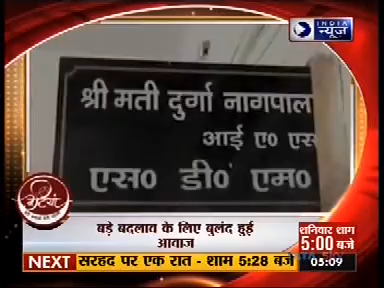 INDIA
न्यूज़
श्री मती दुर्गा नागपाल
आई ए० एस
एस० डी० एम०
बड़े बदलाव के लिए बुलंद हुई
आवाज
शनिवार शाम
5:00 बजे
NEXT सरहद पर एक रात - शाम 5:28 बजे
05:09